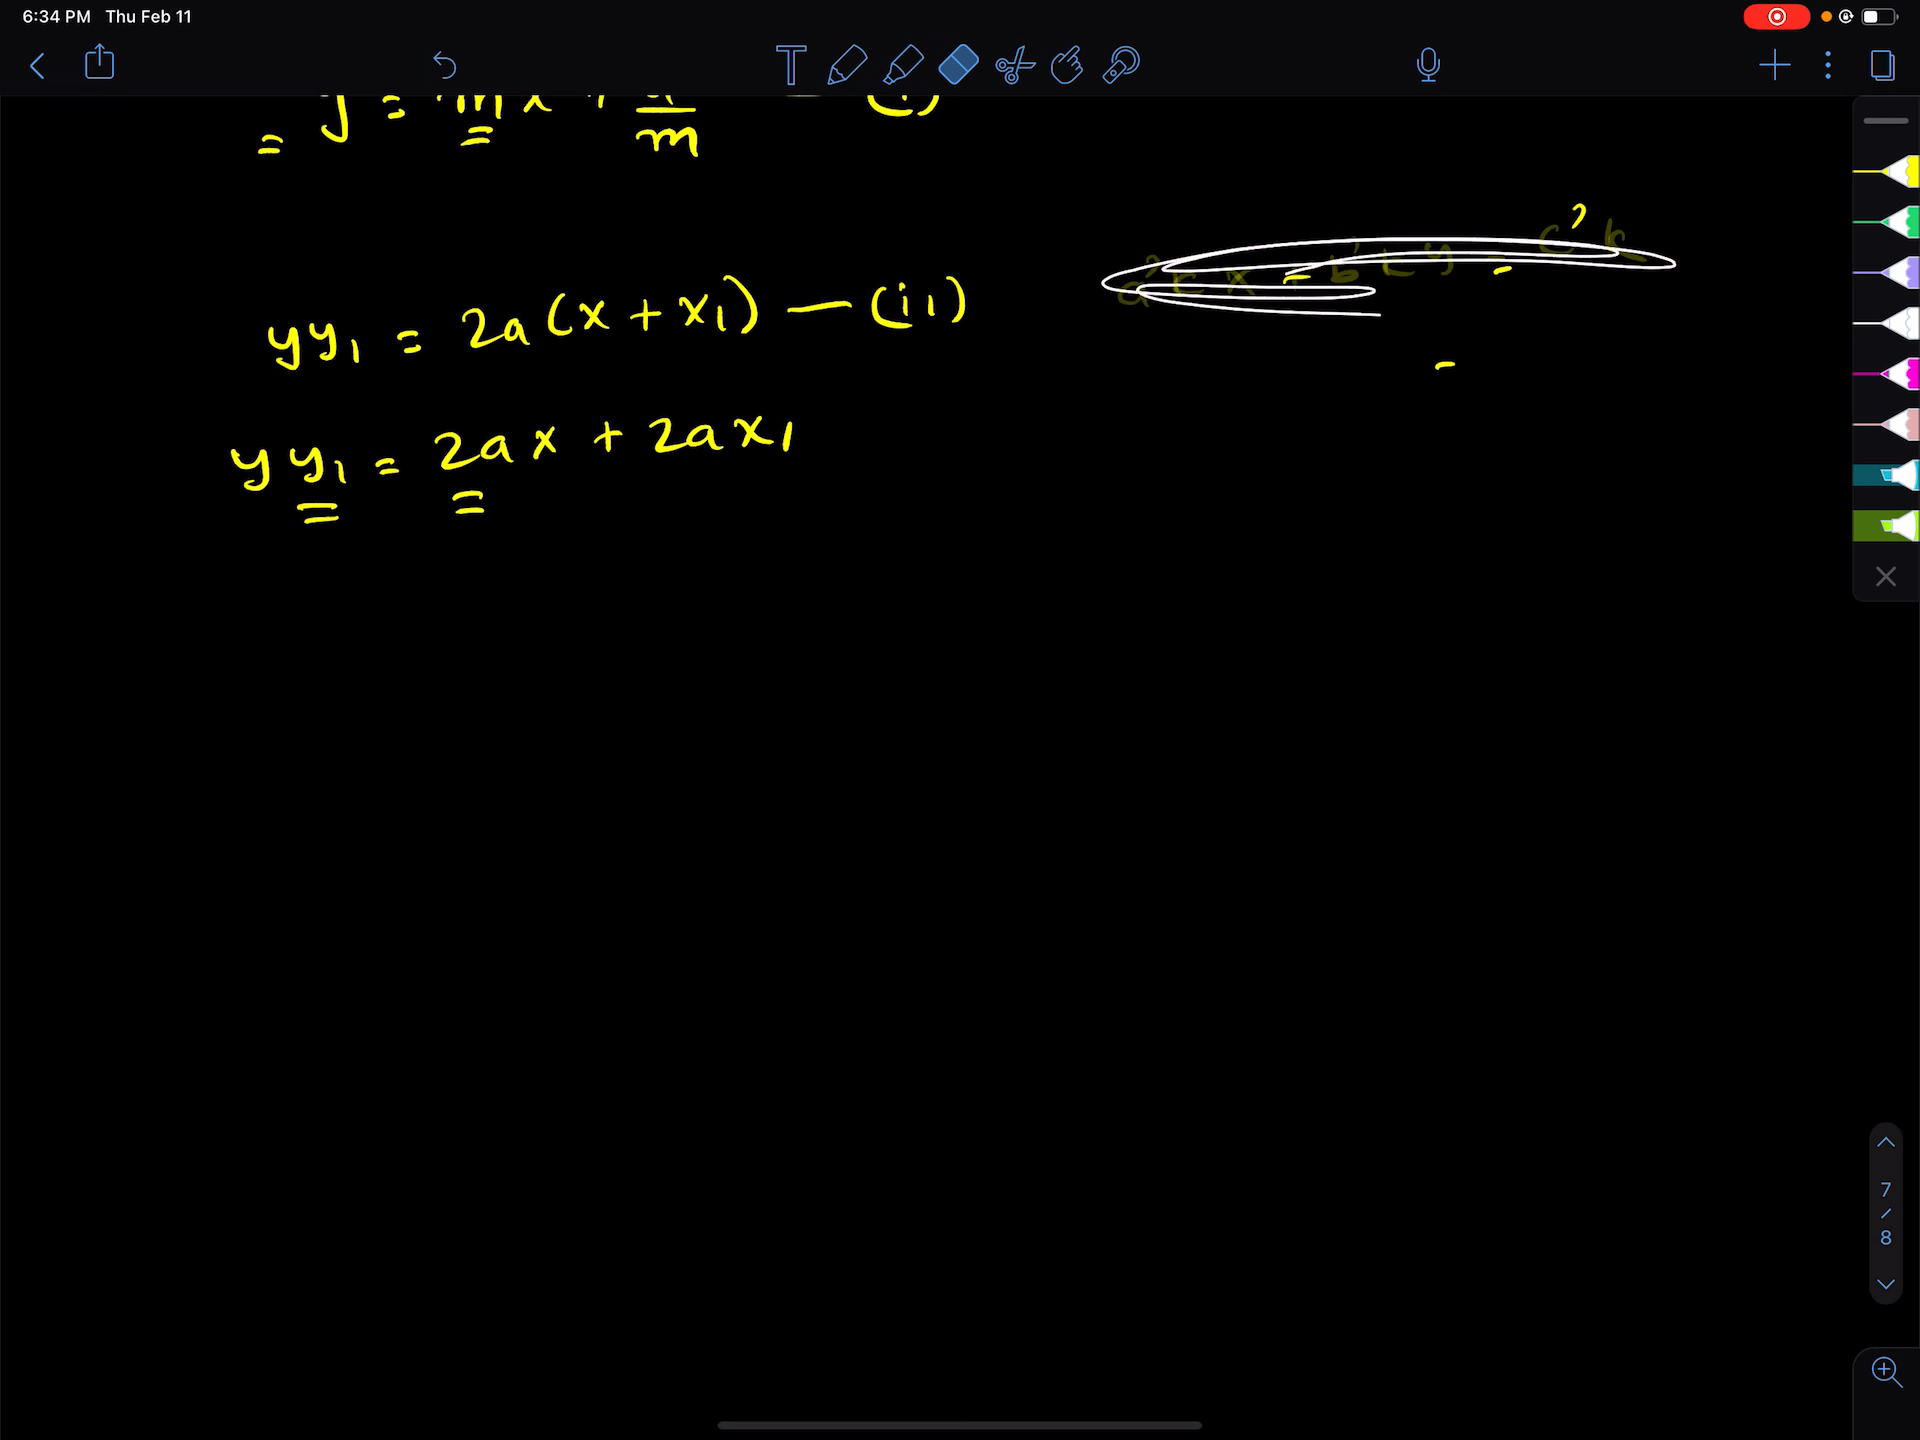 6:34 PM Thu Feb 11
= y = mx + a/m — (i)
yy₁ = 2a(x + x₁) — (ii)
yy₁ = 2ax + 2ax₁
7
/
8